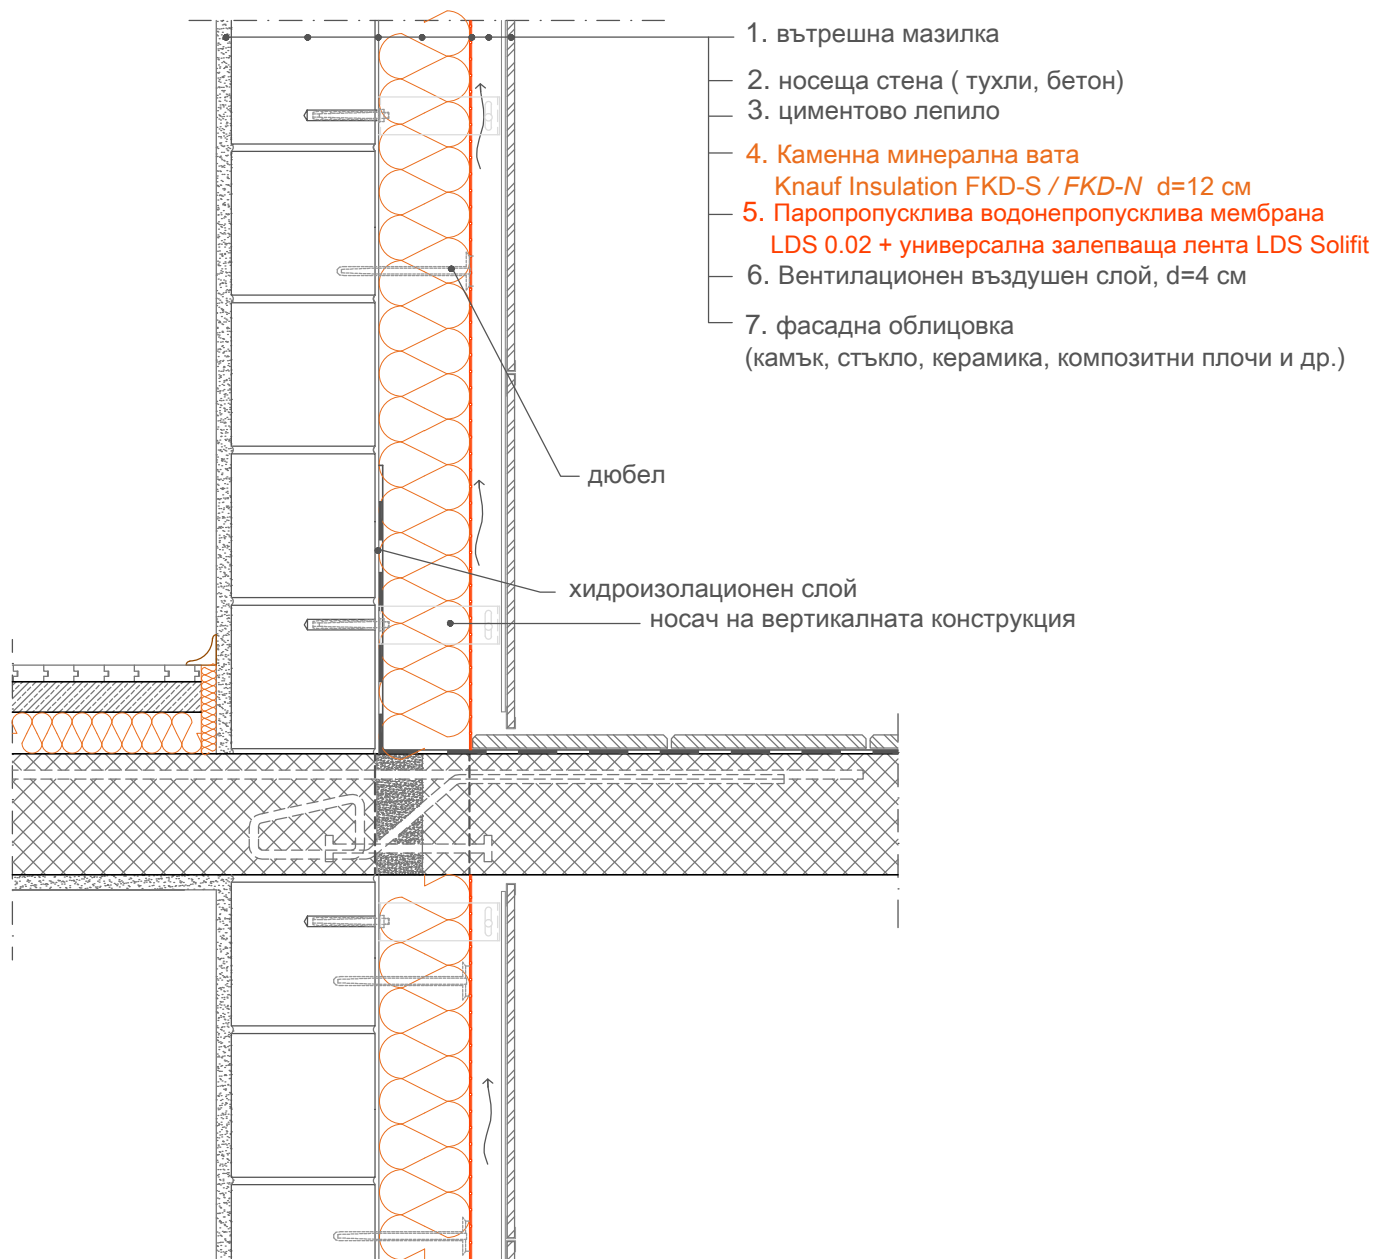 1. вътрешна мазилка
2. носеща стена ( тухли, бетон)
3. циментово лепило
4. Каменна минерална вата
Knauf Insulation FKD-S / FKD-N d=12 см
5. Паропропусклива водонепропусклива мембрана
LDS 0.02 + универсална залепваща лента LDS Solifit
6. Вентилационен въздушен слой, d=4 см
7. фасадна облицовка
(камък, стъкло, керамика, композитни плочи и др.)
дюбел
хидроизолационен слой
носач на вертикалната конструкция